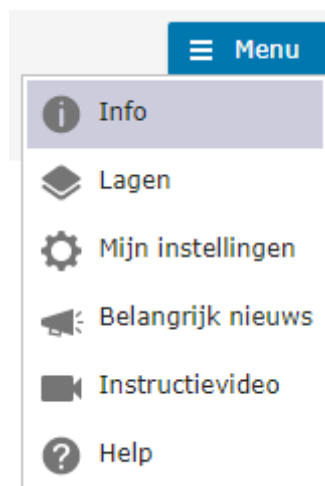 Menu
Info
Lagen
Mijn instellingen
Belangrijk nieuws
Instructievideo
Help